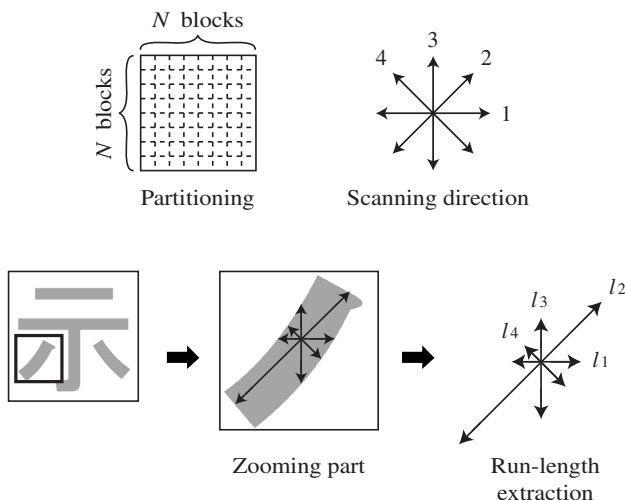 N blocks
N blocks
Partitioning
1
2
3
4
Scanning direction
示
Zooming part
l1
l2
l3
l4
Run-length
extraction